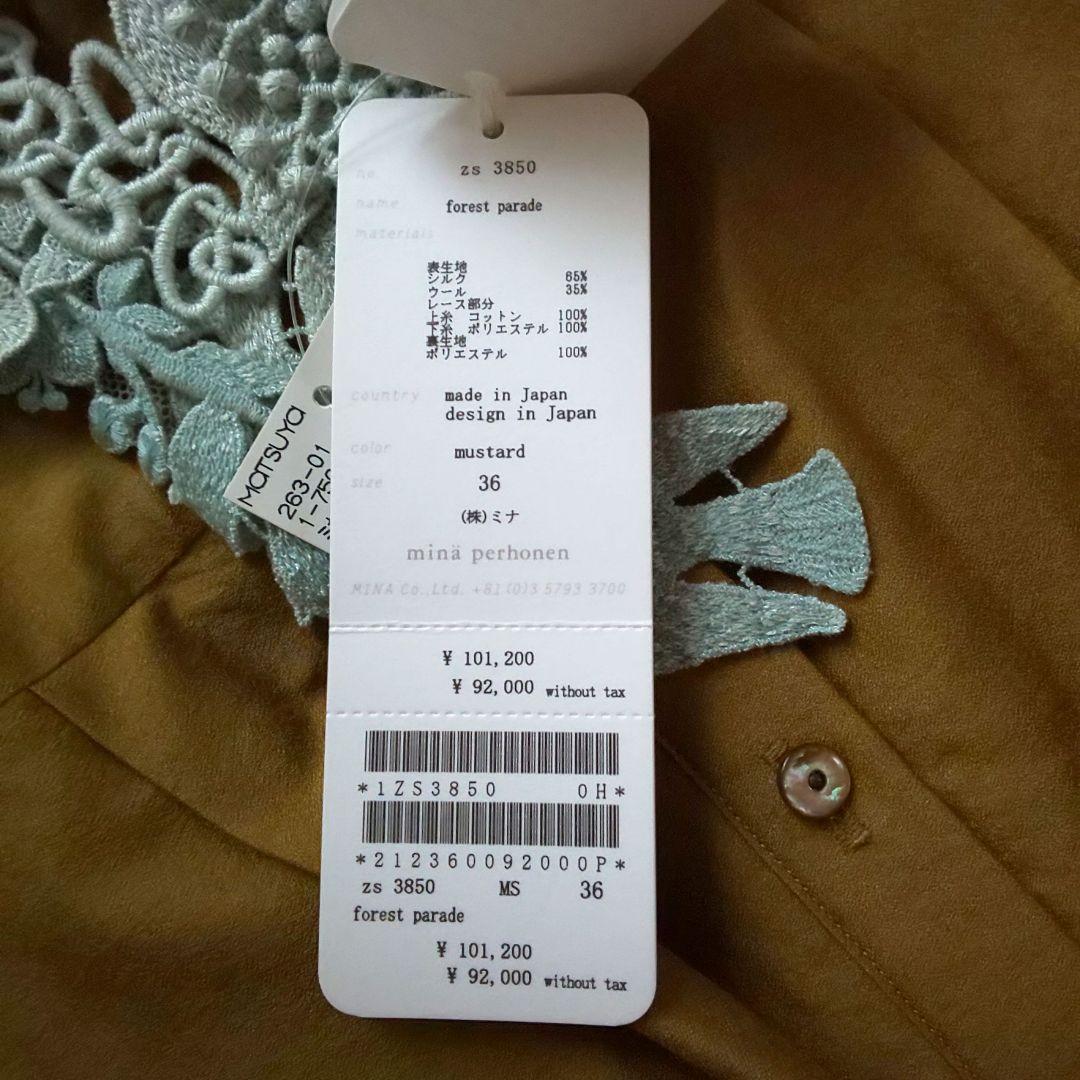 no. zs 3850
name forest parade
materials
表生地
シルク 65%
ウール 35%
レース部分
上糸 コットン 100%
下糸 ポリエステル 100%
裏生地
ポリエステル 100%
country made in Japan
design in Japan
color mustard
size 36
(株)ミナ
minä perhonen
MINA Co.,Ltd. +81(0)3 5793 3700
¥ 101,200
¥ 92,000 without tax
*1ZS3850 0H*
*212360092000P*
zs 3850 MS 36
forest parade
¥ 101,200
¥ 92,000 without tax
MATSUYA
263-01
1-750